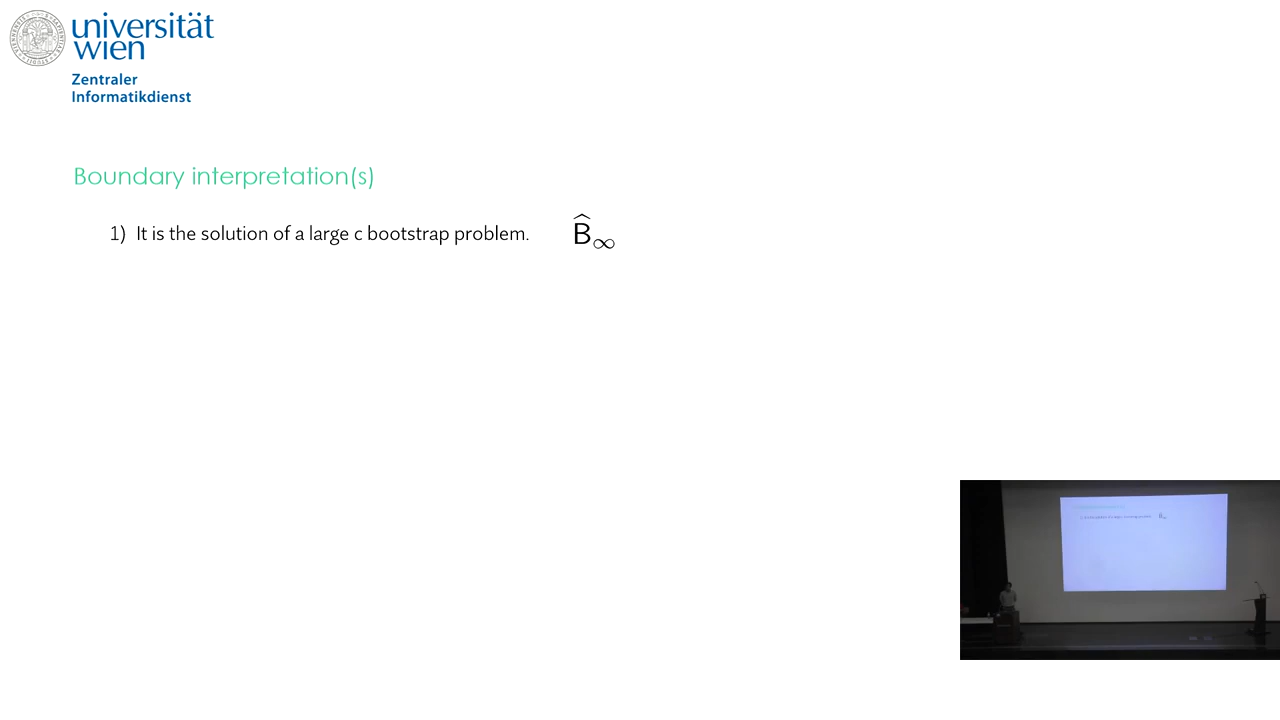 universität
wien
Zentraler
Informatikdienst
Boundary interpretation(s)
1) It is the solution of a large c bootstrap problem. B̂∞